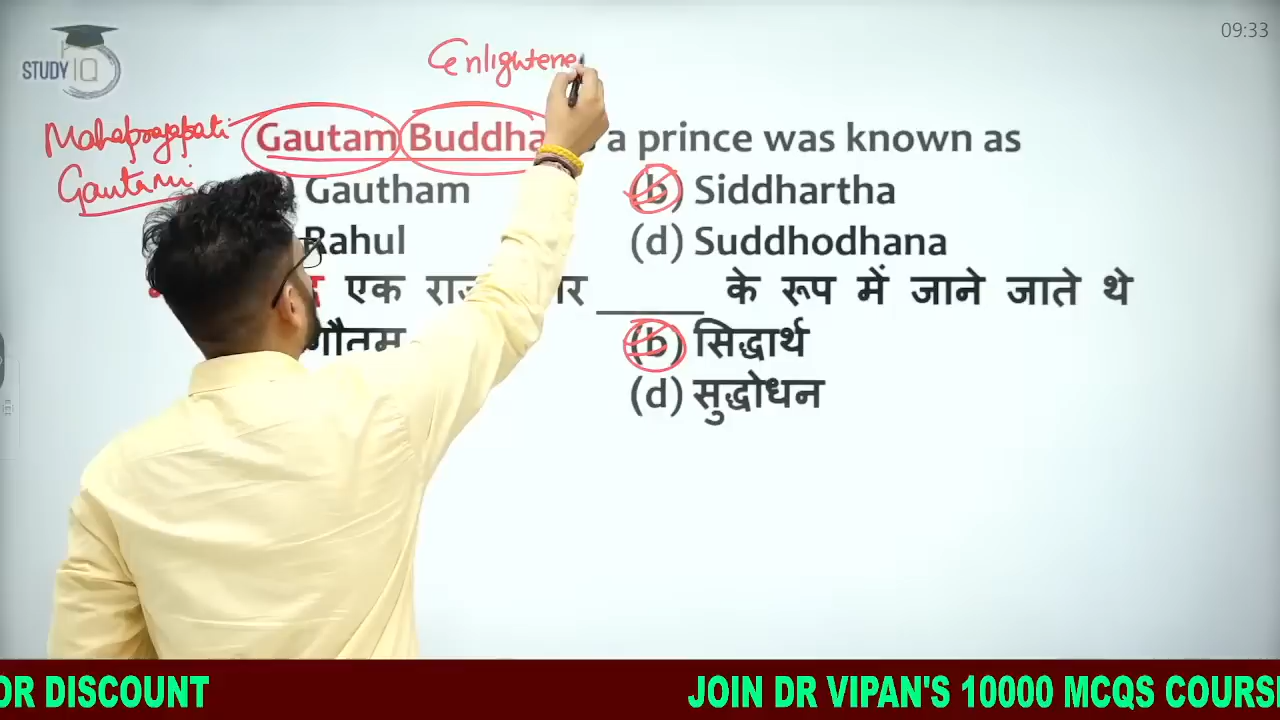 STUDY IQ
09:33
Enlightene
Mahaprajapati
Gautami
Gautam Buddha a prince was known as
Gautham (b) Siddhartha
Rahul (d) Suddhodhana
एक के रूप में जाने जाते थे
गौतम (b) सिद्धार्थ
(d) सुद्धोधन
OR DISCOUNT JOIN DR VIPAN'S 10000 MCQS COURS